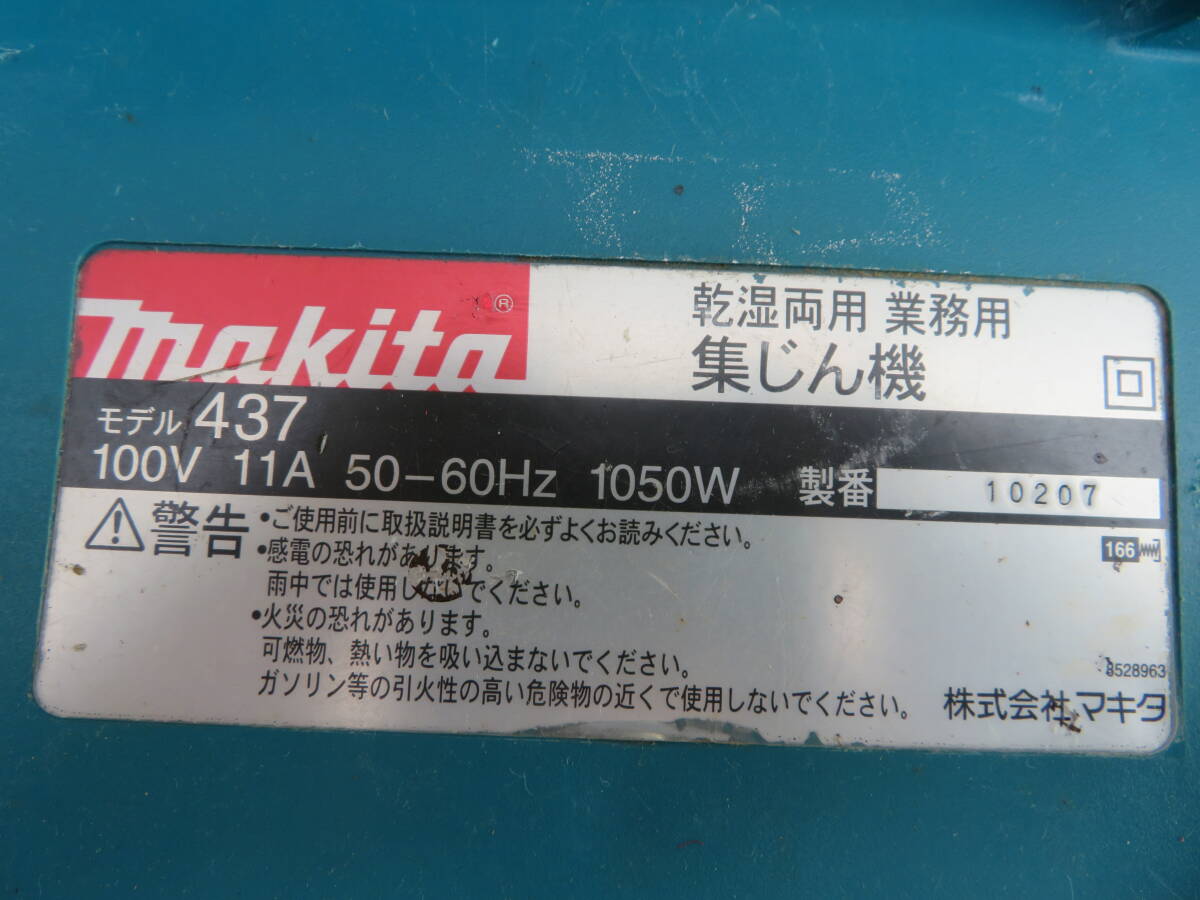 makita®
乾湿両用 業務用
集じん機
モデル 437
100V 11A 50-60Hz 1050W 製番 10207
警告 •ご使用前に取扱説明書を必ずよくお読みください。
•感電の恐れがあります。
雨中では使用しないでください。
•火災の恐れがあります。
可燃物、熱い物を吸い込まないでください。
ガソリン等の引火性の高い危険物の近くで使用しないでください。
166
8528963
株式会社 マキタ